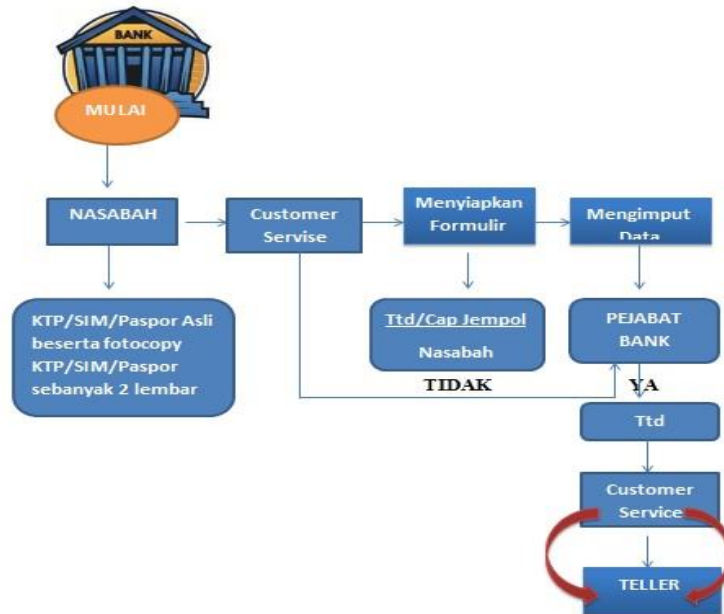 BANK
MULAI
NASABAH
Customer
Servise
Menyiapkan
Formulir
Mengimput
Data
KTP/SIM/Paspor Asli
beserta fotocopy
KTP/SIM/Paspor
sebanyak 2 lembar
Ttd/Cap Jempol
Nasabah
PEJABAT
BANK
TIDAK
YA
Ttd
Customer
Service
TELLER